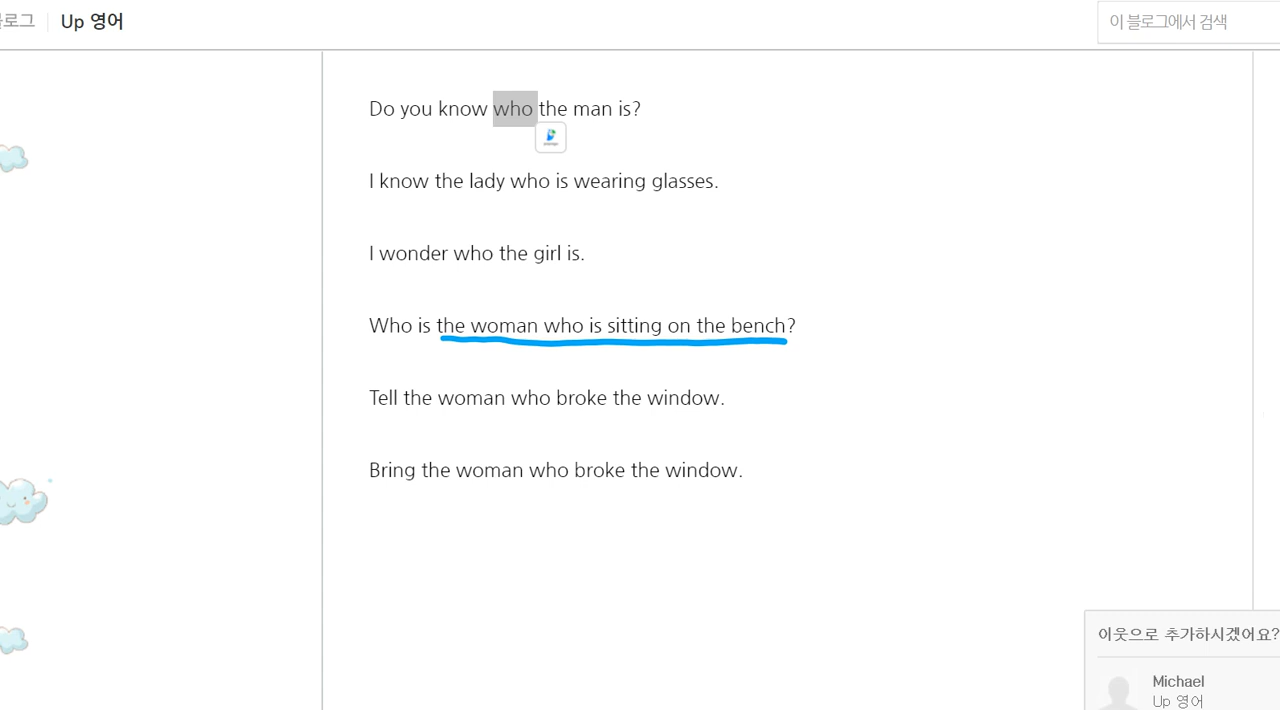 블로그 Up 영어
이 블로그에서 검색
Do you know who the man is?
I know the lady who is wearing glasses.
I wonder who the girl is.
Who is the woman who is sitting on the bench?
Tell the woman who broke the window.
Bring the woman who broke the window.
이웃으로 추가하시겠어요?
Michael
Up 영어